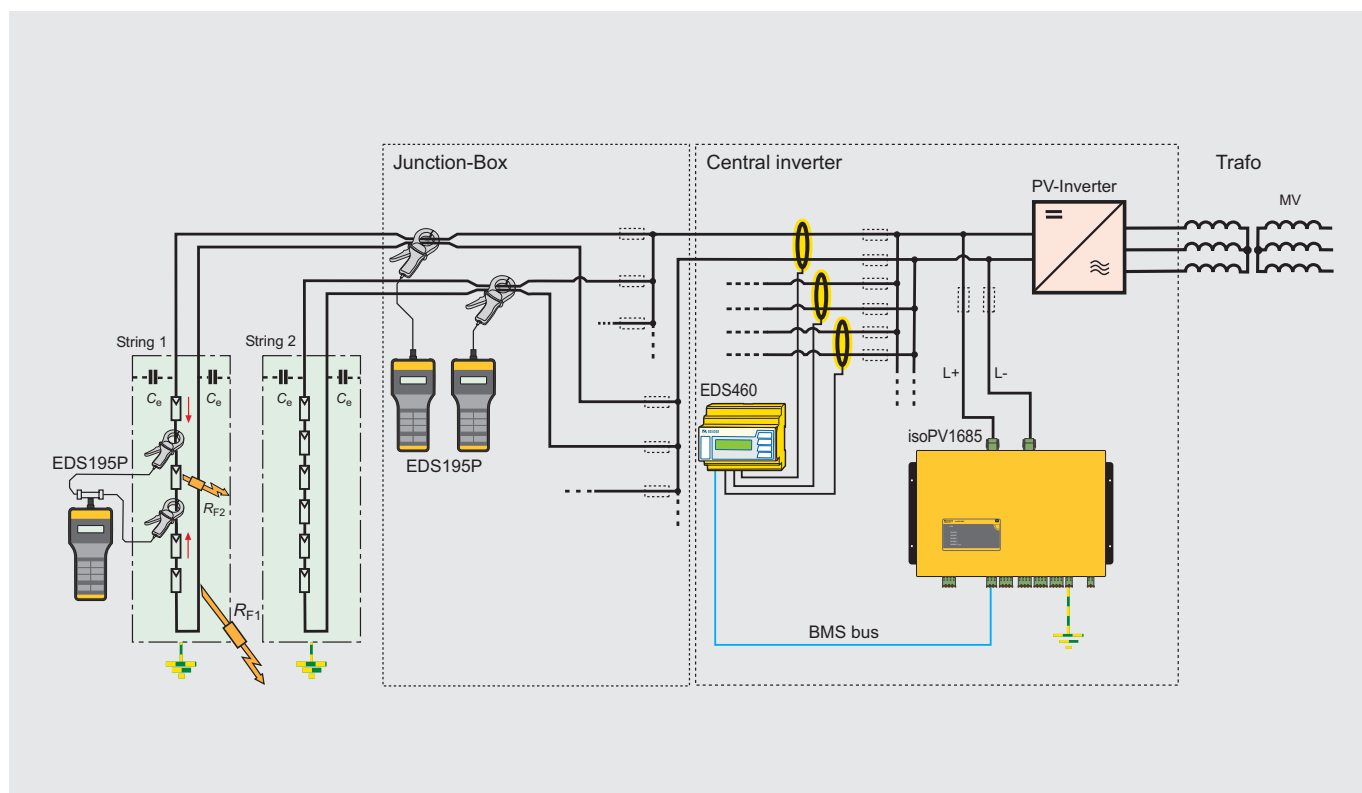 Junction-Box
Central inverter
Trafo
PV-Inverter
MV
String 1
String 2
Ce
Ce
Ce
Ce
L+
L-
EDS460
isoPV1685
EDS195P
EDS195P
RF2
RF1
BMS bus